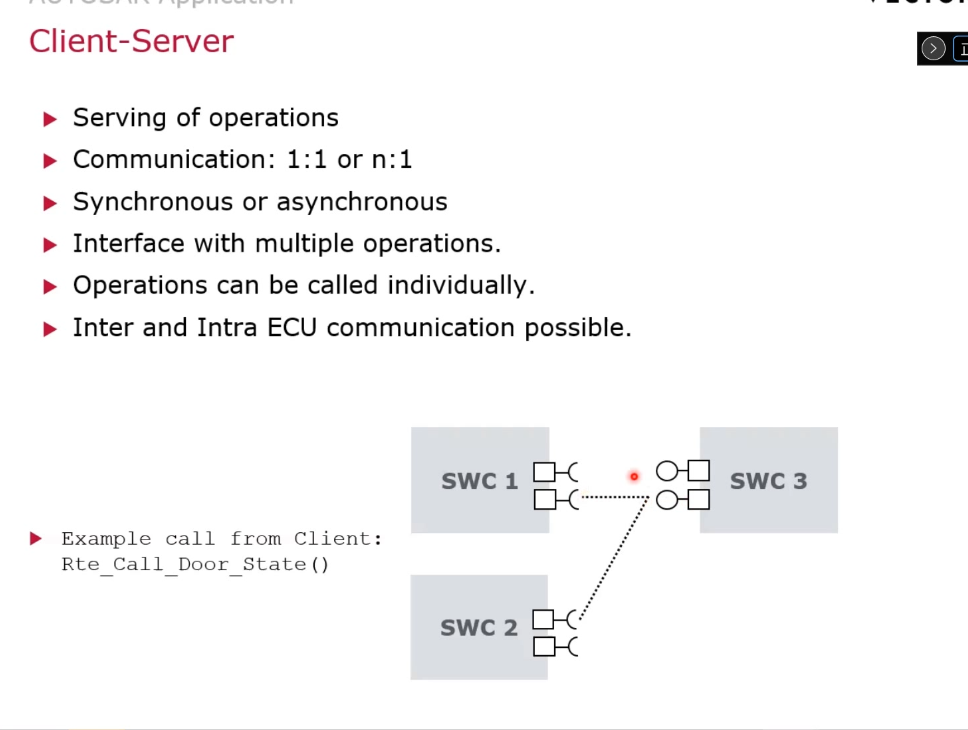 AUTOSAR Application
Client-Server
Serving of operations
Communication: 1:1 or n:1
Synchronous or asynchronous
Interface with multiple operations.
Operations can be called individually.
Inter and Intra ECU communication possible.
SWC 1
SWC 3
Example call from Client:
Rte_Call_Door_State()
SWC 2